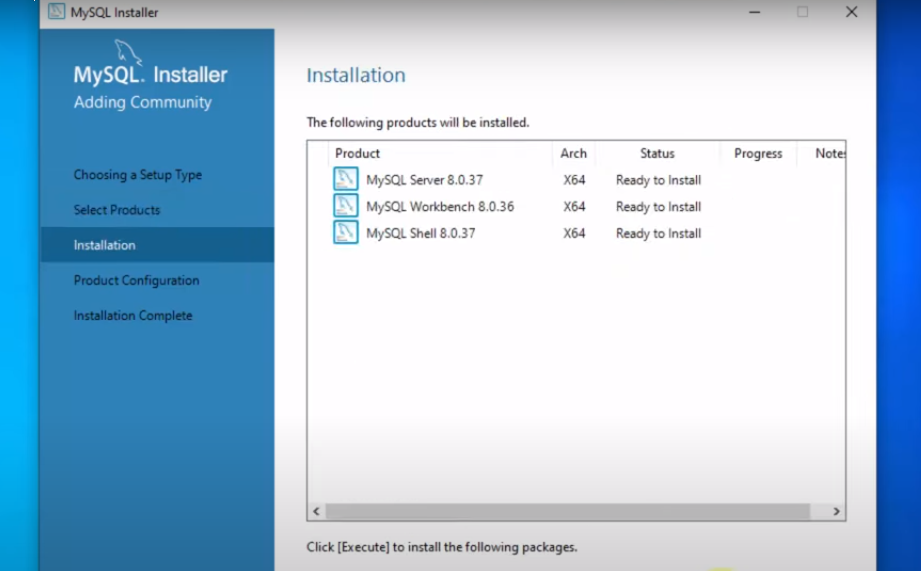 MySQL Installer
MySQL. Installer
Adding Community
Choosing a Setup Type
Select Products
Installation
Product Configuration
Installation Complete
Installation
The following products will be installed.
Product Arch Status Progress Notes
MySQL Server 8.0.37 X64 Ready to Install
MySQL Workbench 8.0.36 X64 Ready to Install
MySQL Shell 8.0.37 X64 Ready to Install
Click [Execute] to install the following packages.